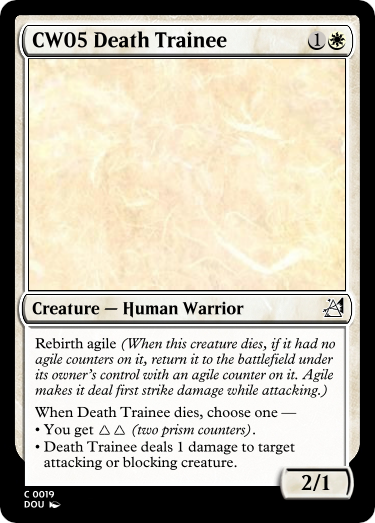 CW05 Death Trainee 1
Creature — Human Warrior
Rebirth agile (When this creature dies, if it had no
agile counters on it, return it to the battlefield under
its owner's control with an agile counter on it. Agile
makes it deal first strike damage while attacking.)
When Death Trainee dies, choose one —
• You get △△ (two prism counters).
• Death Trainee deals 1 damage to target
attacking or blocking creature.
2/1
C 0019
DOU